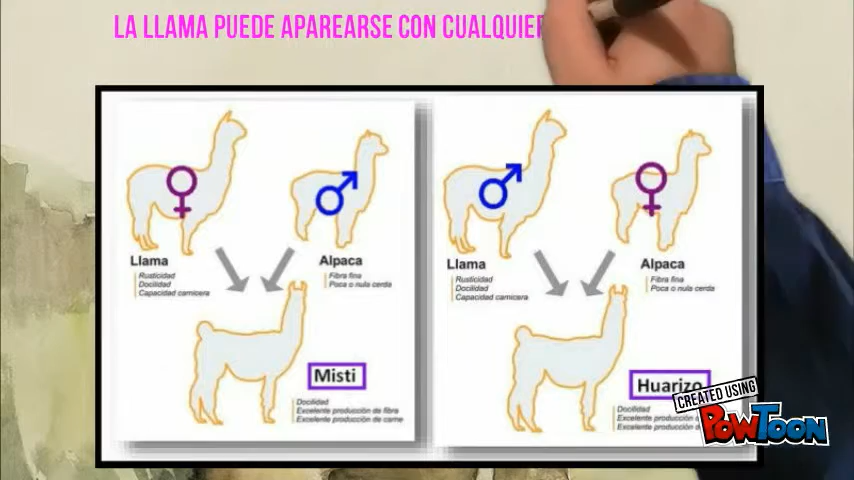 LA LLAMA PUEDE APAREARSE CON CUALQUIER
Llama
Rusticidad
Docilidad
Capacidad carnicera
Alpaca
Fibra fina
Poca o nula cerda
Misti
Docilidad
Excelente producción de fibra
Excelente producción de carne
Llama
Rusticidad
Docilidad
Capacidad carnicera
Alpaca
Fibra fina
Poca o nula cerda
Huarizo
Docilidad
Excelente producción
Excelente producción
CREATED USING
POWTOON